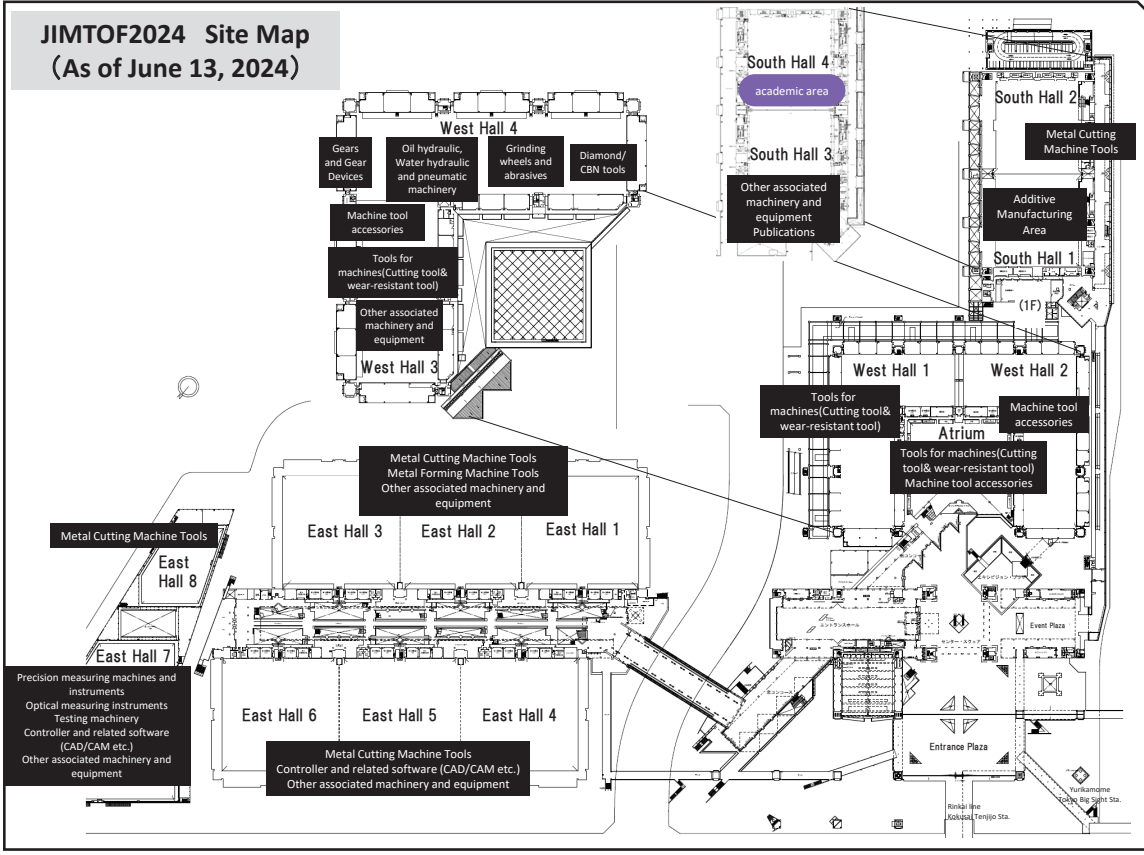 JIMTOF2024 Site Map
（As of June 13, 2024）
West Hall 4
Gears
and Gear
Devices
Oil hydraulic,
Water hydraulic
and pneumatic
machinery
Grinding
wheels and
abrasives
Diamond/
CBN tools
Machine tool
accessories
Tools for
machines(Cutting tool&
wear-resistant tool)
Other associated
machinery and
equipment
West Hall 3
South Hall 4
academic area
South Hall 3
Other associated
machinery and
equipment
Publications
South Hall 2
Metal Cutting
Machine Tools
Additive
Manufacturing
Area
South Hall 1
(1F)
West Hall 1
West Hall 2
Tools for
machines(Cutting tool&
wear-resistant tool)
Machine tool
accessories
Atrium
Tools for machines(Cutting
tool& wear-resistant tool)
Machine tool accessories
Metal Cutting Machine Tools
Metal Forming Machine Tools
Other associated machinery and
equipment
East Hall 3
East Hall 2
East Hall 1
Metal Cutting Machine Tools
East
Hall 8
East Hall 7
Precision measuring machines and
instruments
Optical measuring instruments
Testing machinery
Controller and related software
(CAD/CAM etc.)
Other associated machinery and
equipment
East Hall 6
East Hall 5
East Hall 4
Metal Cutting Machine Tools
Controller and related software (CAD/CAM etc.)
Other associated machinery and equipment
エントランスホール
Event Plaza
Entrance Plaza
Yurikamome
Tokyo Big Sight Sta.
Rinkai line
Kokusai Tenjijo Sta.